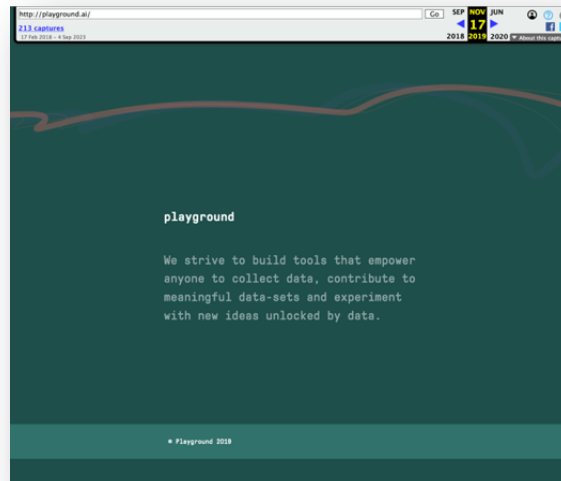 http://playground.ai/
Go
SEP NOV JUN
213 captures
17
17 Feb 2018 – 4 Sep 2023
2018 2019 2020
About this capt
playground
We strive to build tools that empower
anyone to collect data, contribute to
meaningful data-sets and experiment
with new ideas unlocked by data.
Playground 2019